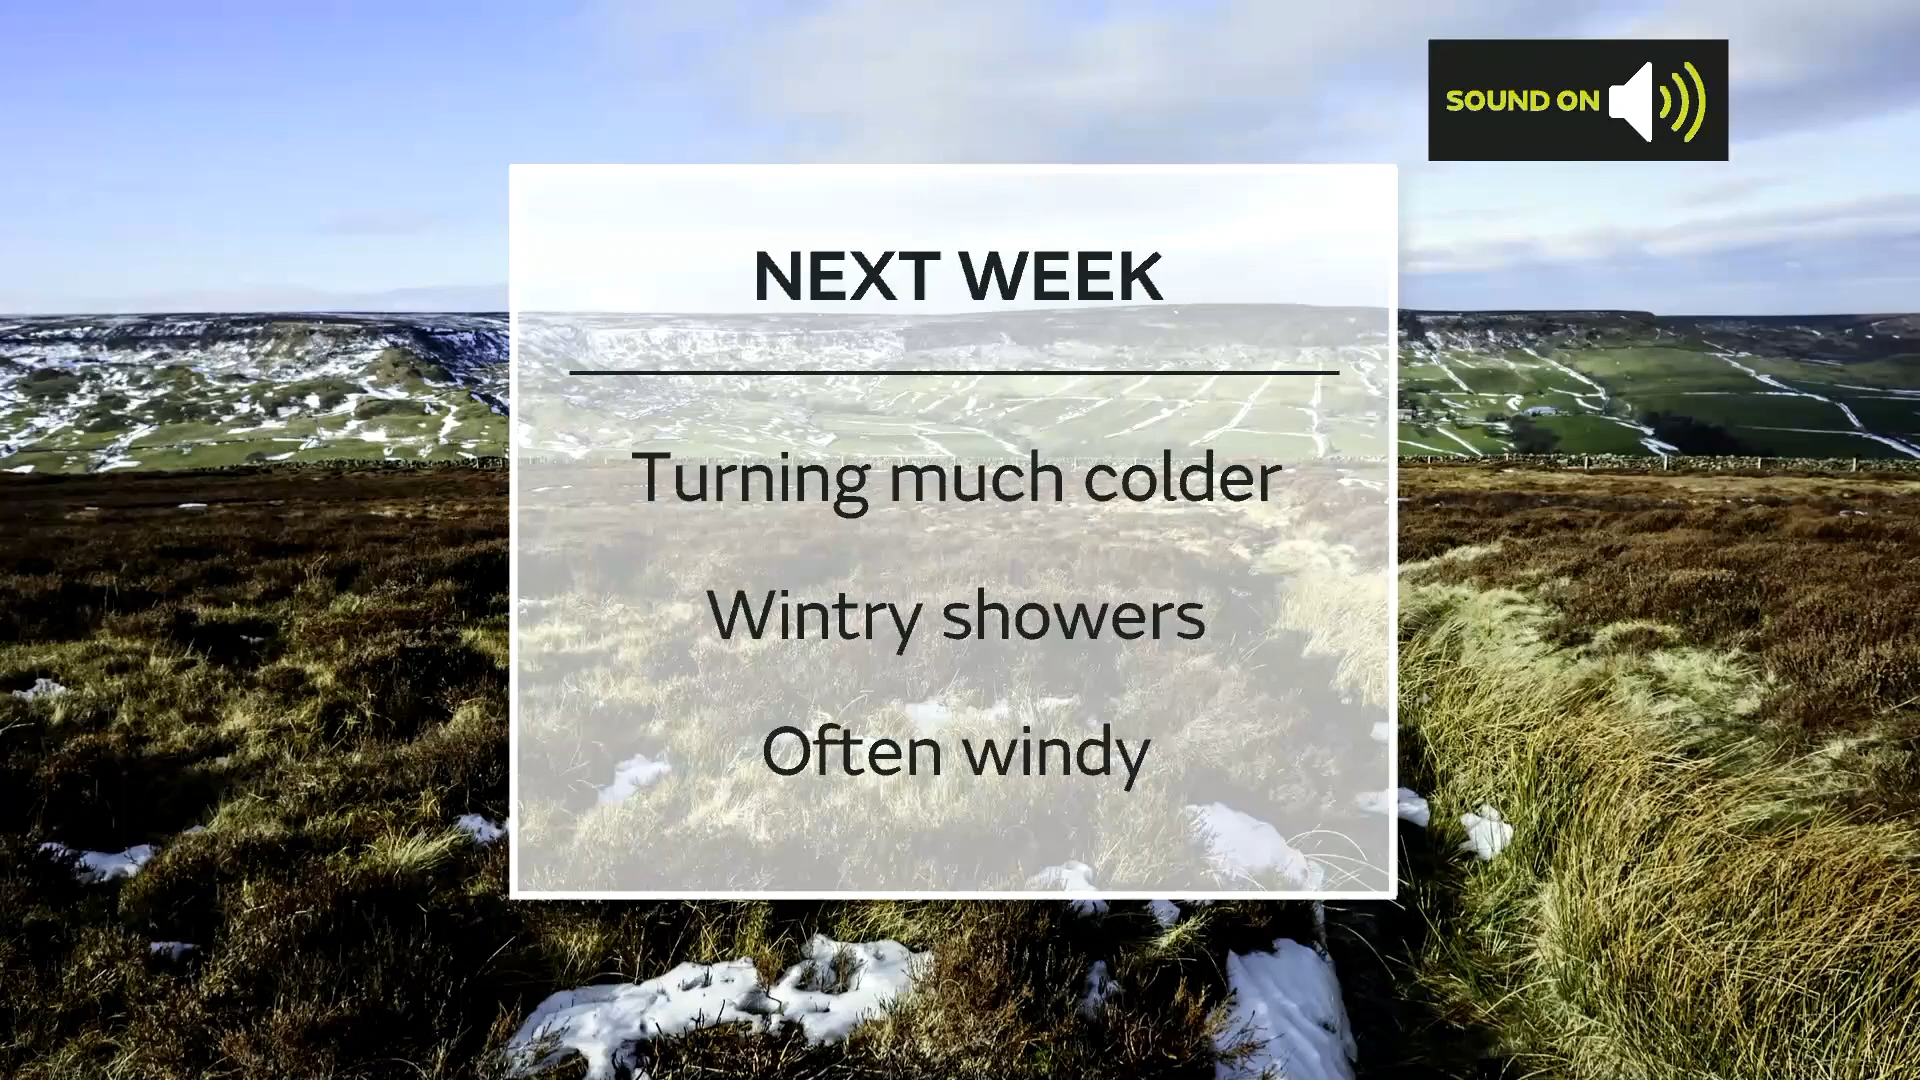 SOUND ON
NEXT WEEK
Turning much colder
Wintry showers
Often windy